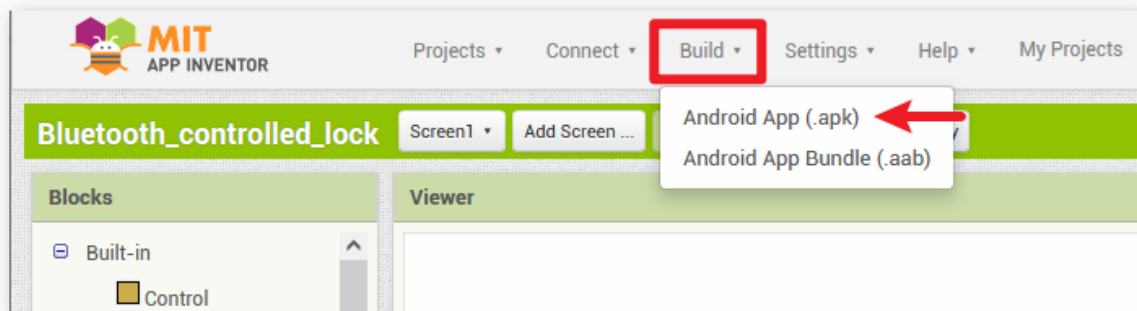 MIT
APP INVENTOR
Projects Connect Build Settings Help My Projects
Android App (.apk)
Android App Bundle (.aab)
Bluetooth_controlled_lock Screen1 Add Screen ...
Blocks Viewer
Built-in
Control